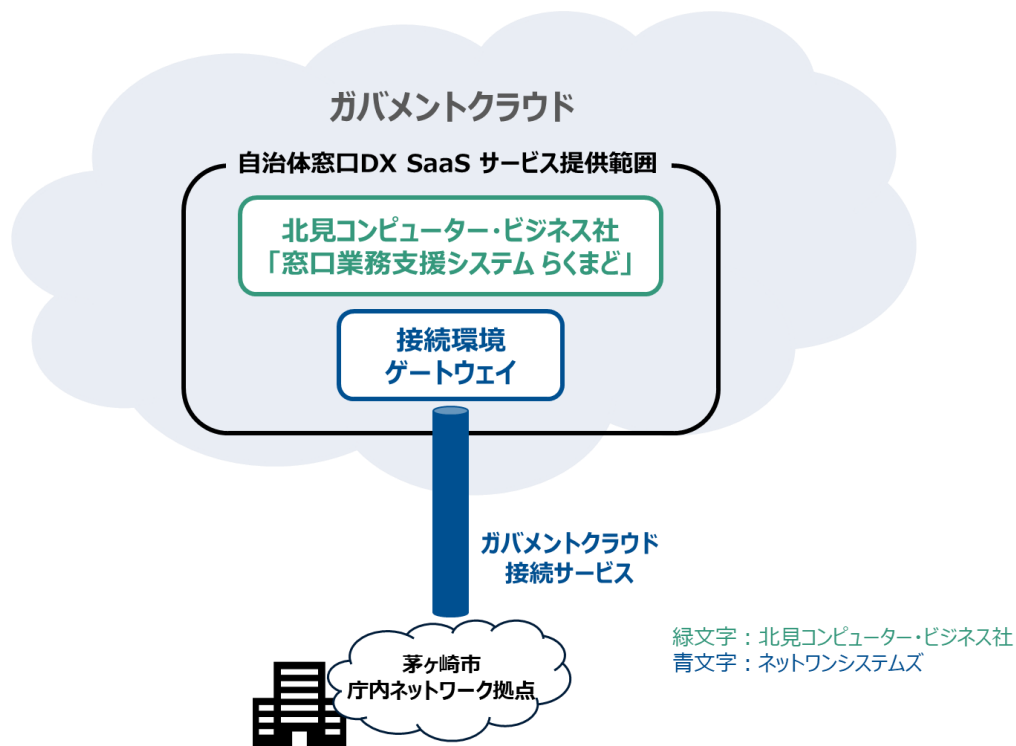 ガバメントクラウド
自治体窓口DX SaaS サービス提供範囲
北見コンピューター・ビジネス社
「窓口業務支援システム らくまど」
接続環境
ゲートウェイ
ガバメントクラウド
接続サービス
茅ヶ崎市
庁内ネットワーク拠点
緑文字：北見コンピューター・ビジネス社
青文字：ネットワンシステムズ